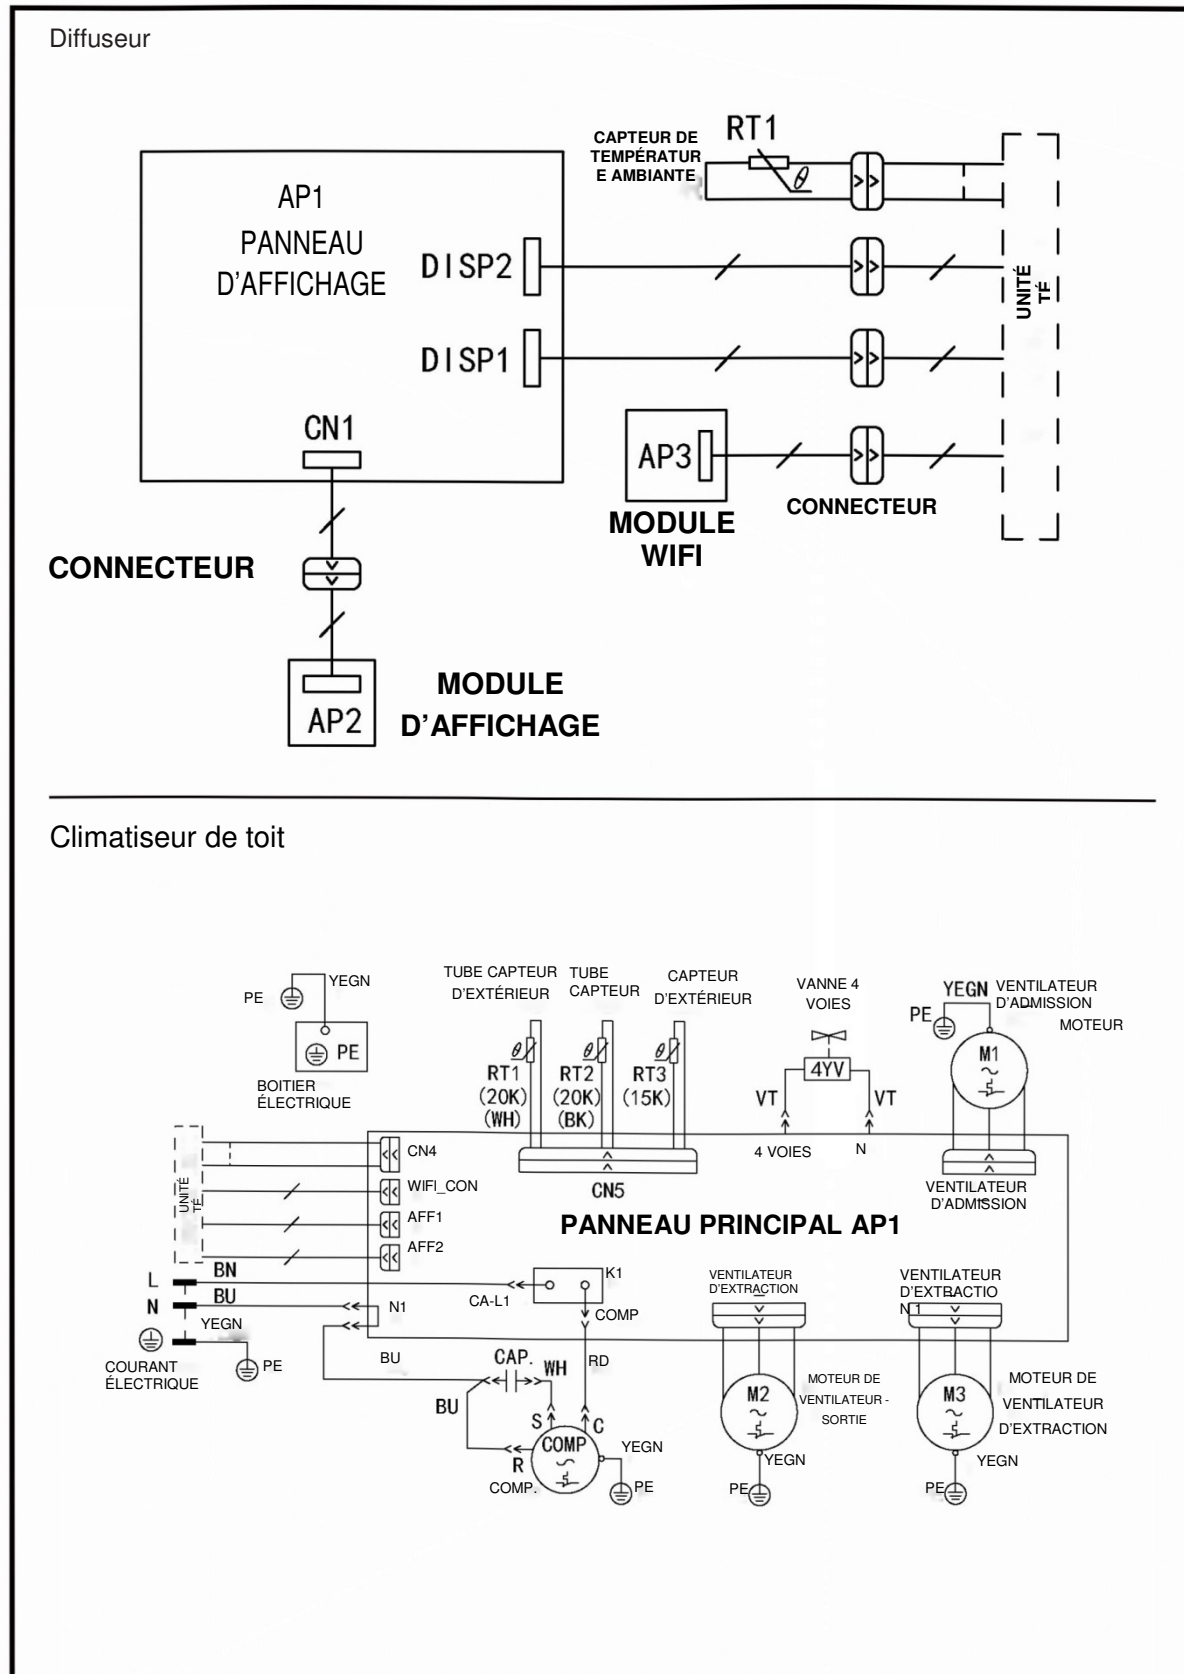 Diffuseur
CAPTEUR DE
TEMPÉRATUR
E AMBIANTE
RT1
θ
AP1
PANNEAU
D'AFFICHAGE
DISP2
DISP1
CN1
UNITÉ
AP3
MODULE
WIFI
CONNECTEUR
CONNECTEUR
AP2
MODULE
D'AFFICHAGE
Climatiseur de toit
PE
YEGN
PE
BOITIER
ÉLECTRIQUE
TUBE CAPTEUR
D'EXTÉRIEUR
TUBE
CAPTEUR
CAPTEUR
D'EXTÉRIEUR
VANNE 4
VOIES
YEGN
PE
VENTILATEUR
D'ADMISSION
MOTEUR
θ
RT1
(20K)
(WH)
θ
RT2
(20K)
(BK)
θ
RT3
(15K)
4YV
VT
VT
M1
4 VOIES
N
CN5
VENTILATEUR
D'ADMISSION
UNITÉ
CN4
WIFI_CON
AFF1
AFF2
PANNEAU PRINCIPAL AP1
L
BN
N
BU
YEGN
PE
COURANT
ÉLECTRIQUE
N1
CA-L1
K1
COMP
VENTILATEUR
D'EXTRACTION
VENTILATEUR
D'EXTRACTIO
N 1
BU
CAP.
WH
RD
BU
S
C
R
COMP
COMP.
YEGN
PE
M2
MOTEUR DE
VENTILATEUR -
SORTIE
YEGN
PE
M3
MOTEUR DE
VENTILATEUR
D'EXTRACTION
YEGN
PE